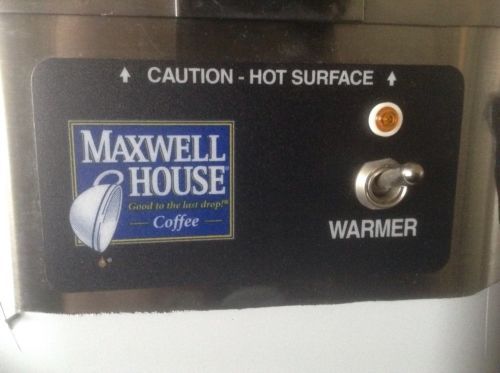 CAUTION - HOT SURFACE
MAXWELL
HOUSE
Good to the last drop!
Coffee
WARMER